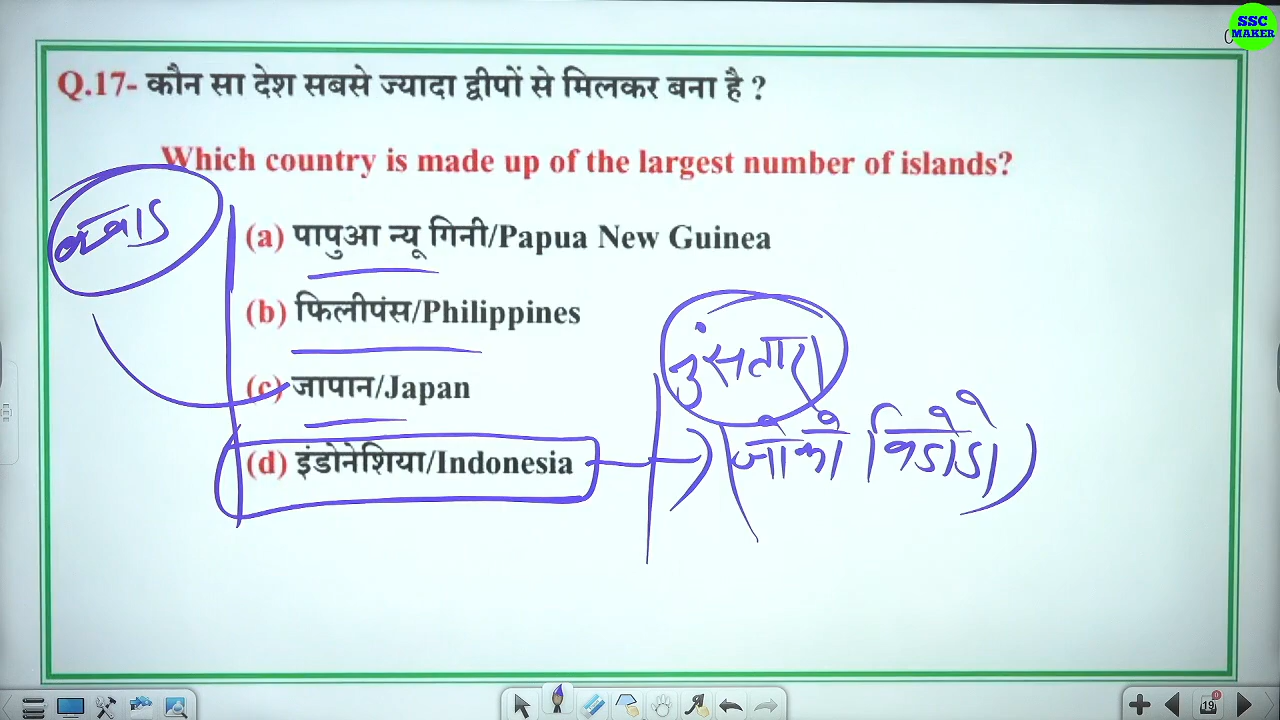 SSC
MAKER
Q.17- कौन सा देश सबसे ज्यादा द्वीपों से मिलकर बना है ?
Which country is made up of the largest number of islands?
(a) पापुआ न्यू गिनी/Papua New Guinea
(b) फिलीपंस/Philippines
(c) जापान/Japan
(d) इंडोनेशिया/Indonesia
(जोको विडोडो)
19